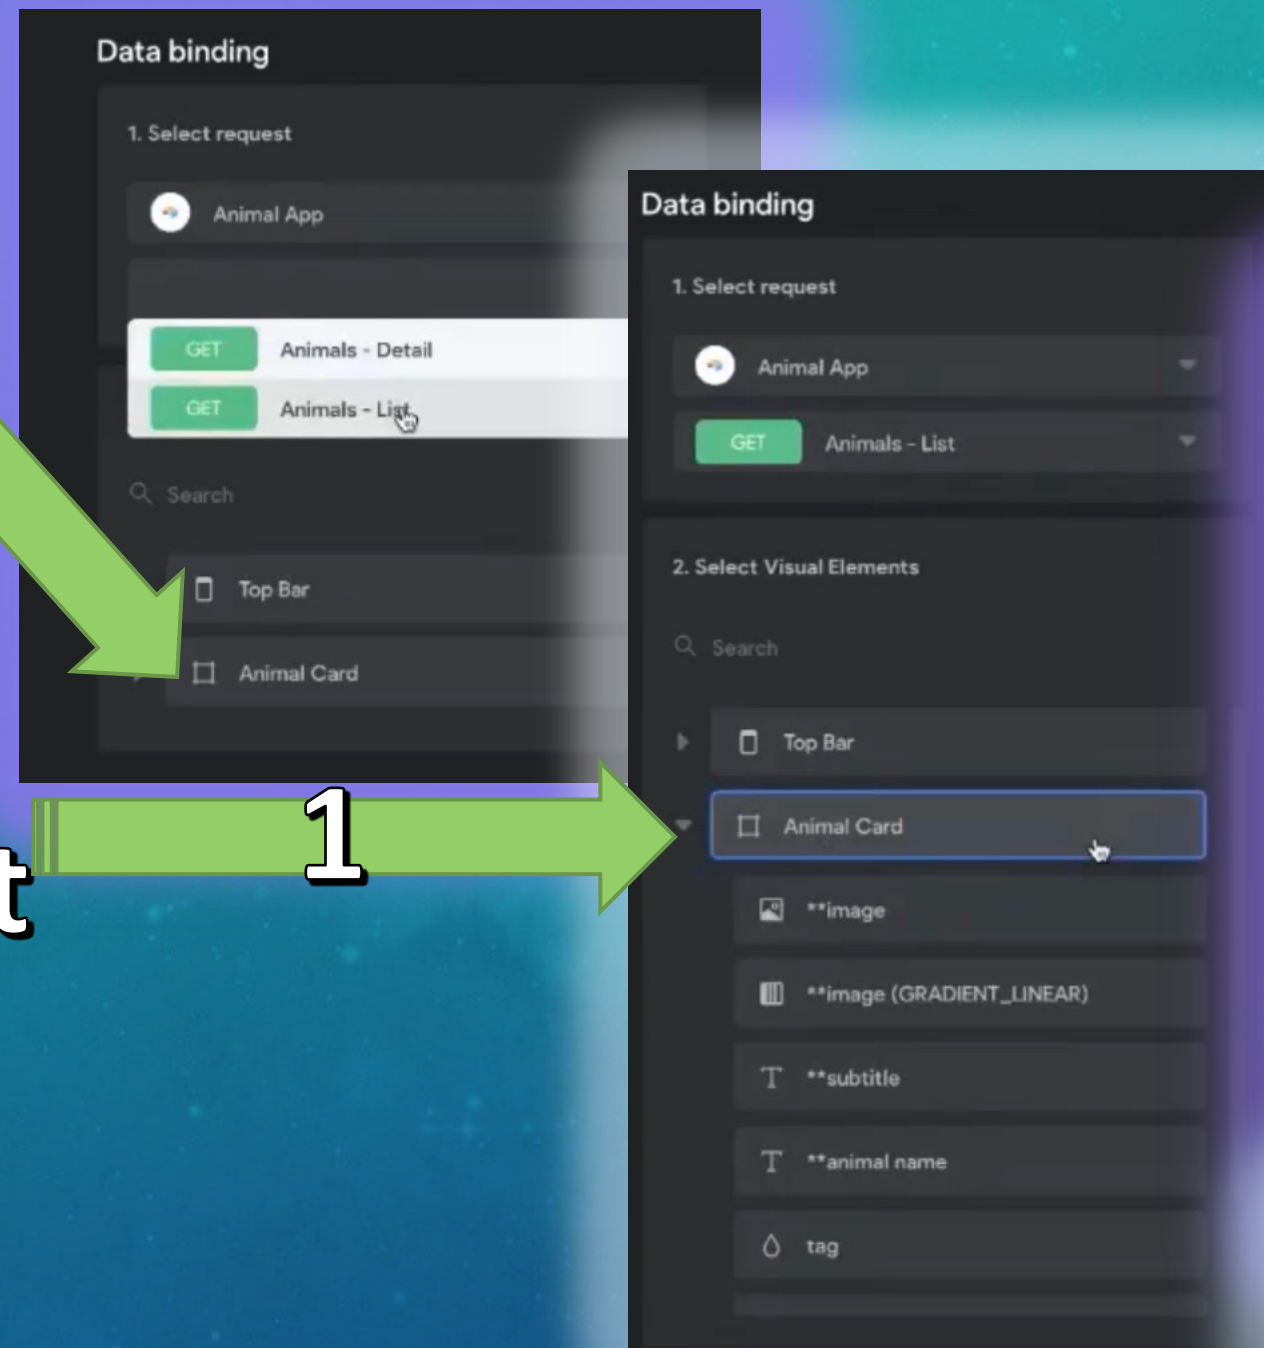 Data binding
1. Select request
Animal App
GET Animals - Detail
GET Animals - List
Search
Top Bar
Animal Card
1
t
Data binding
1. Select request
Animal App
GET Animals - List
2. Select Visual Elements
Search
Top Bar
Animal Card
**image
**image (GRADIENT_LINEAR)
**subtitle
**animal name
tag